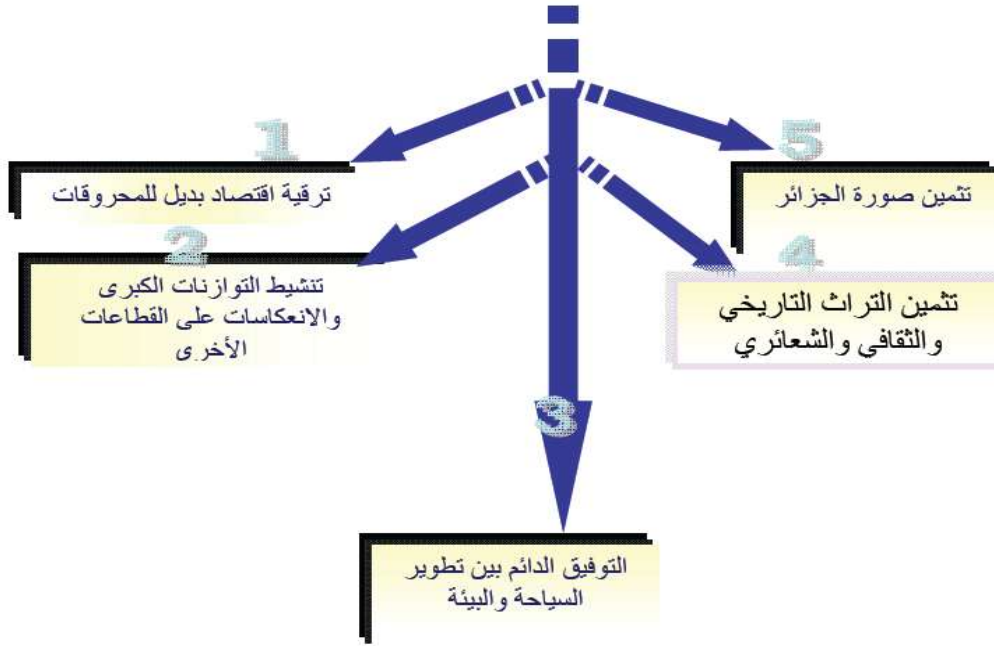 1
ترقية اقتصاد بديل للمحروقات
2
تنشيط التوازنات الكبرى
والانعكاسات على القطاعات
الأخرى
3
التوفيق الدائم بين تطوير
السياحة والبيئة
4
تثمين التراث التاريخي
والثقافي والشعائري
5
تثمين صورة الجزائر